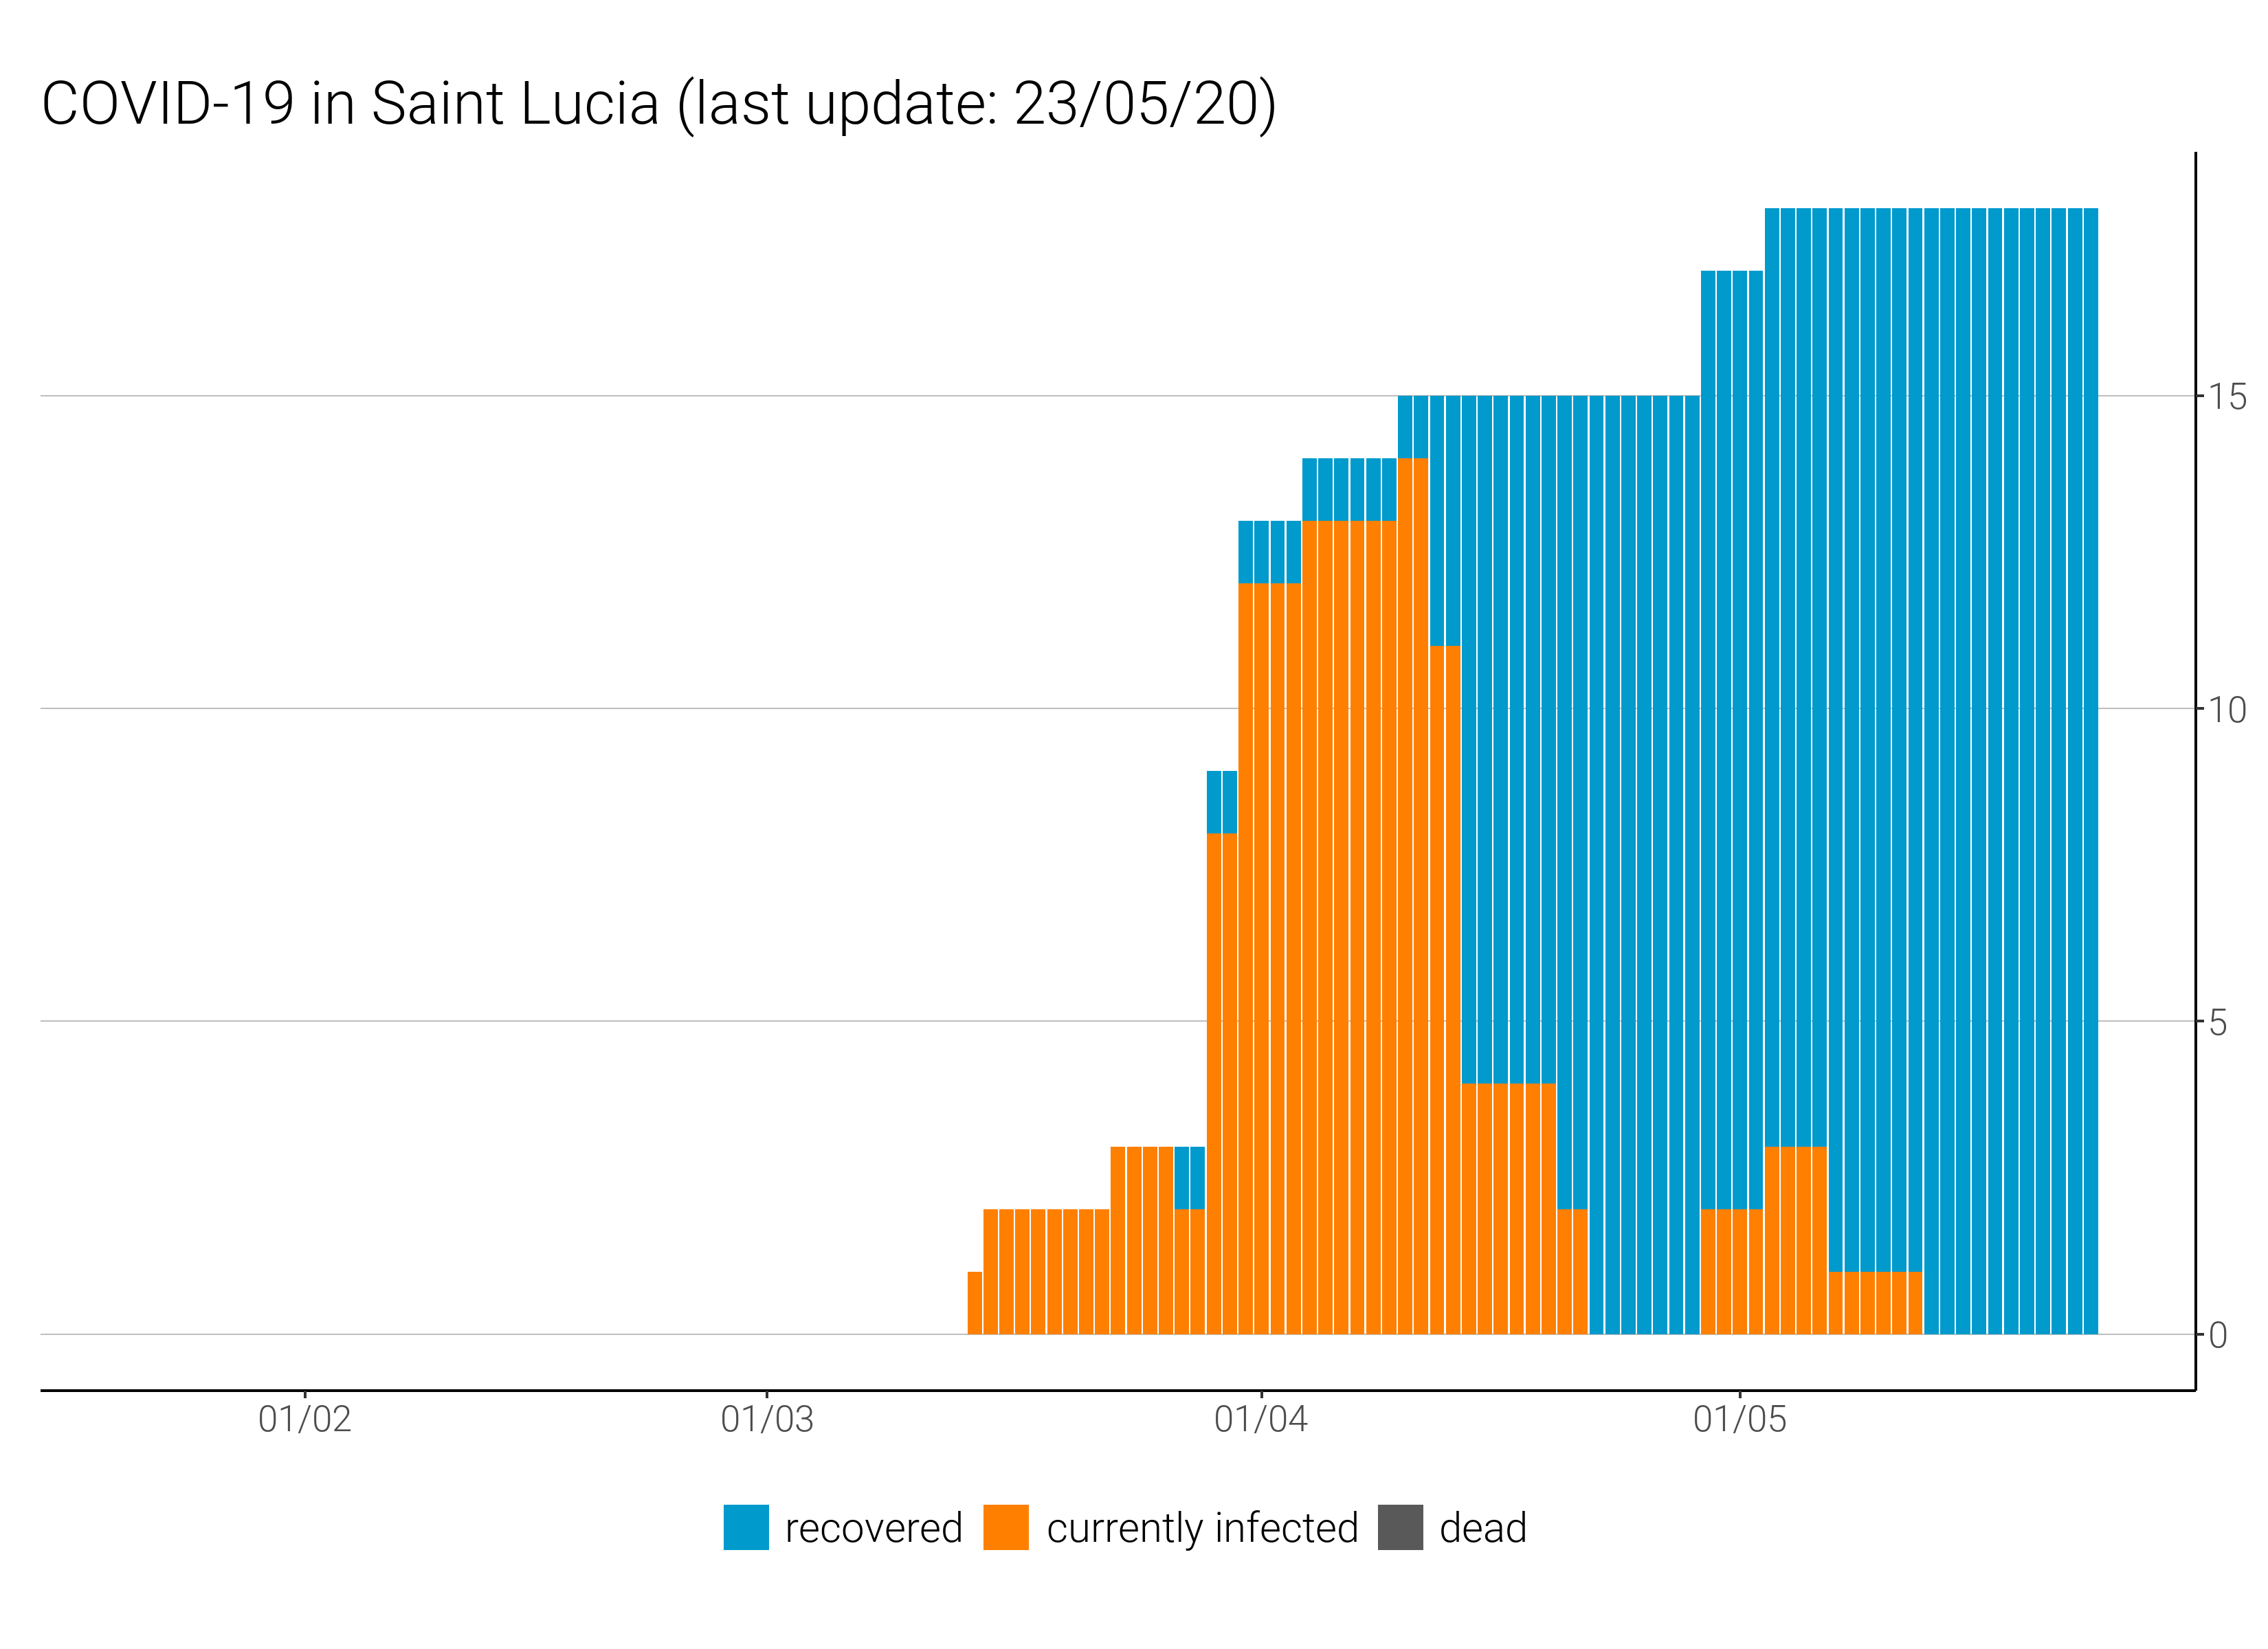 COVID-19 in Saint Lucia (last update: 23/05/20)
15
10
5
0
01/02 01/03 01/04 01/05
recovered currently infected dead